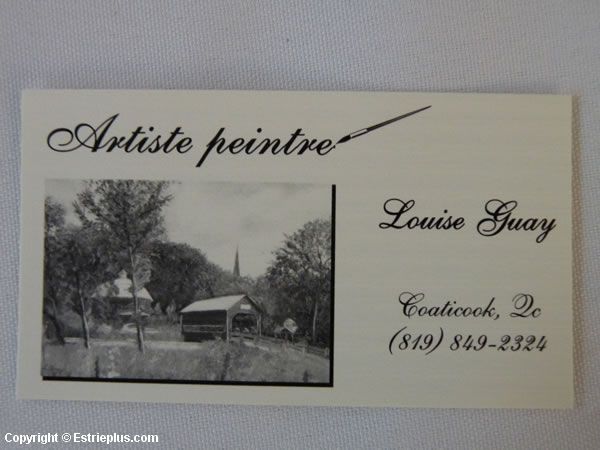 Artiste peintre
Louise Guay
Coaticook, Qc
(819) 849-2324
Copyright © Estrieplus.com